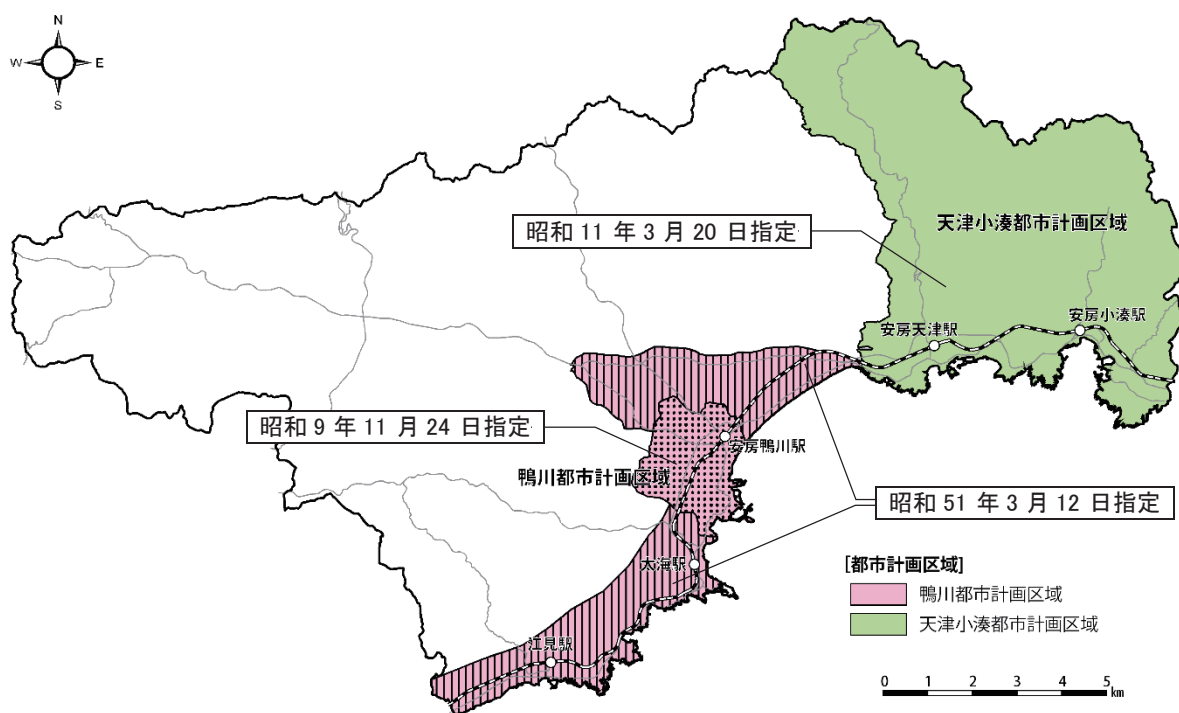 N
W E
S
天津小湊都市計画区域
昭和 11 年 3 月 20 日指定
安房小湊駅
安房天津駅
昭和 9 年 11 月 24 日指定
安房鴨川駅
鴨川都市計画区域
昭和 51 年 3 月 12 日指定
太海駅
江見駅
[都市計画区域]
鴨川都市計画区域
天津小湊都市計画区域
0 1 2 3 4 5
km